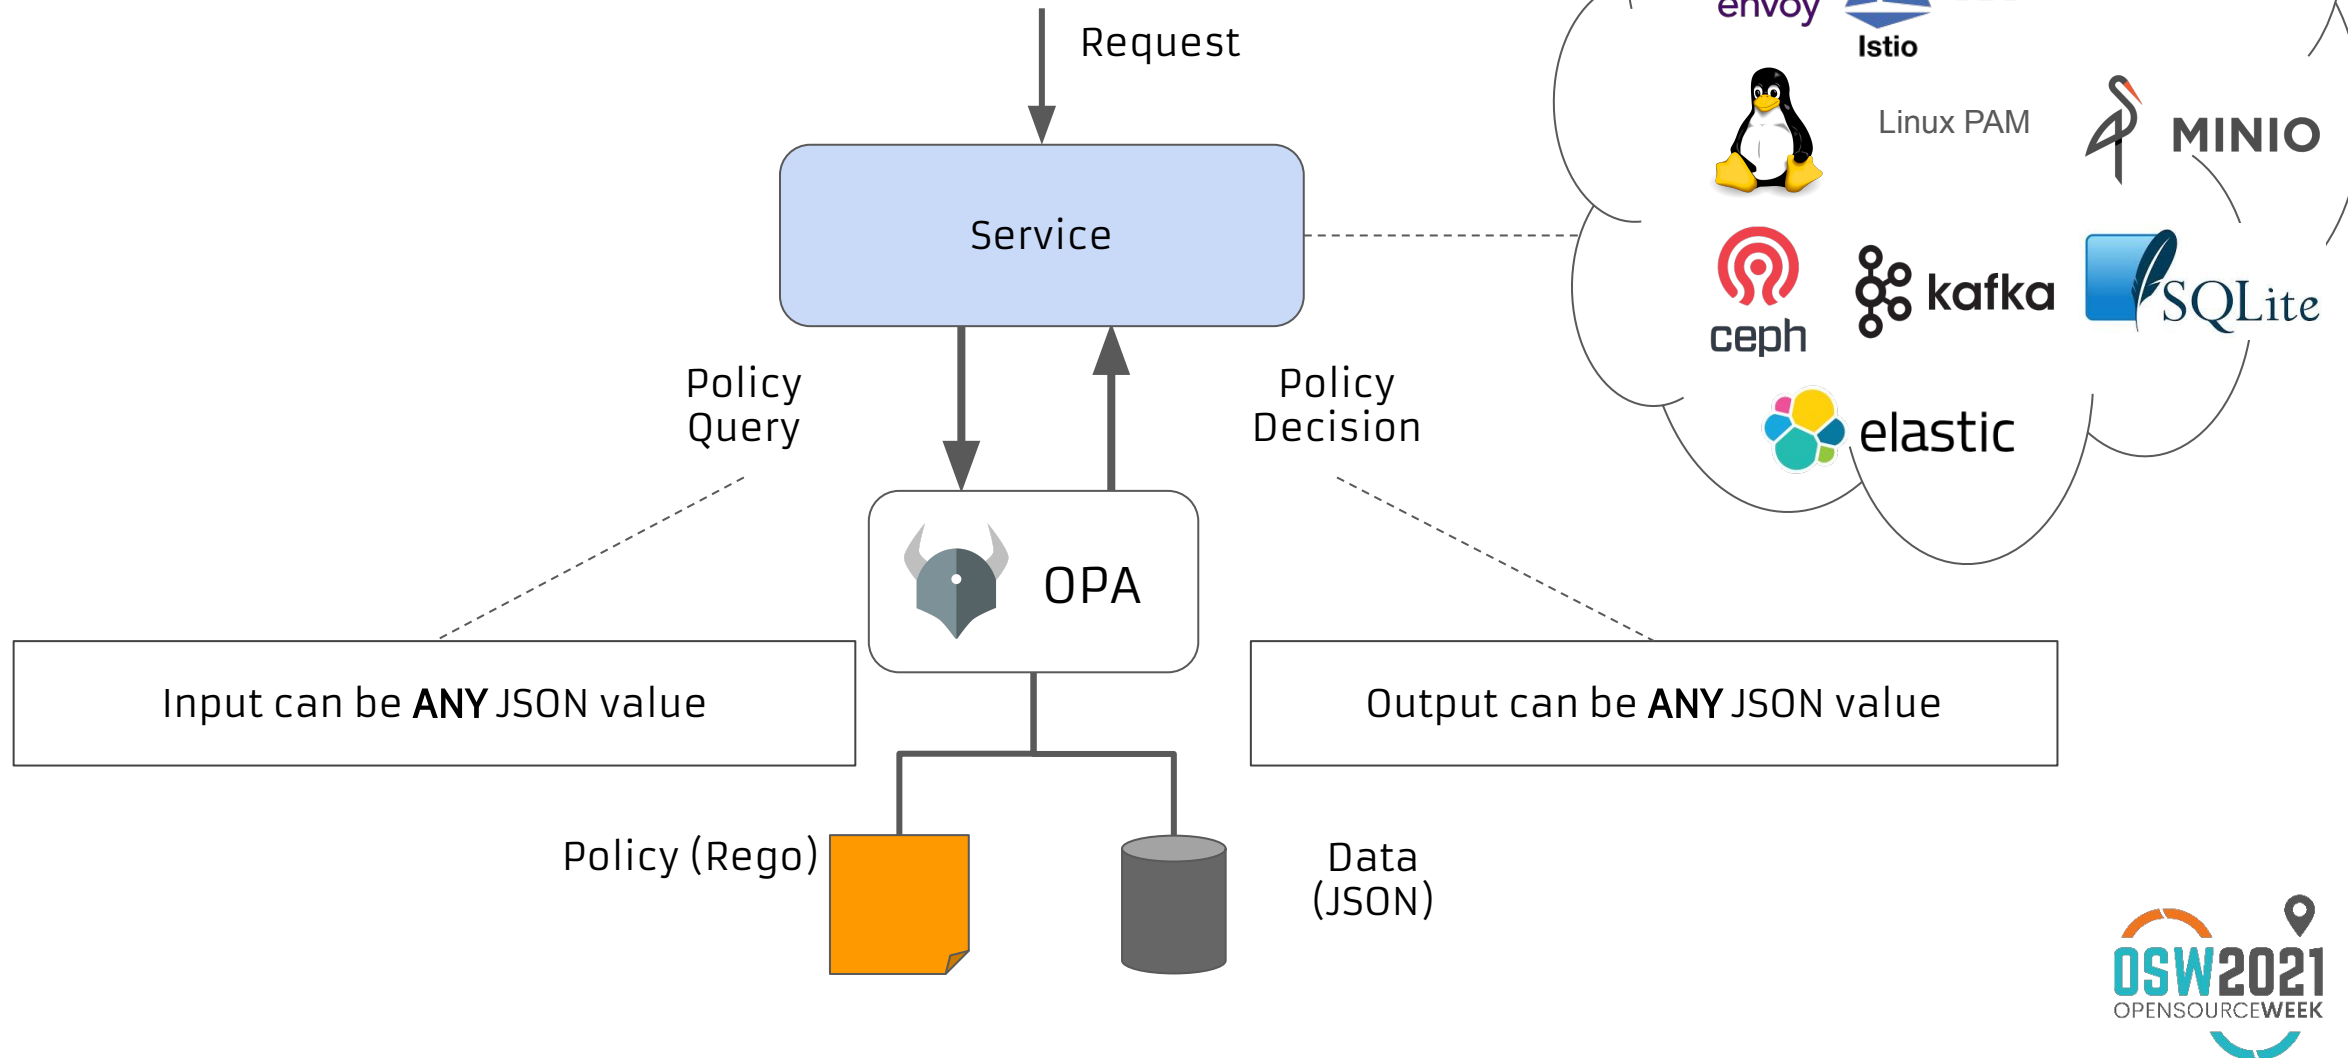 Request
envoy
Istio
Linux PAM
MINIO
Service
ceph
kafka
SQLite
elastic
Policy
Query
Policy
Decision
OPA
Input can be ANY JSON value
Output can be ANY JSON value
Policy (Rego)
Data
(JSON)
OSW2021
OPENSOURCEWEEK